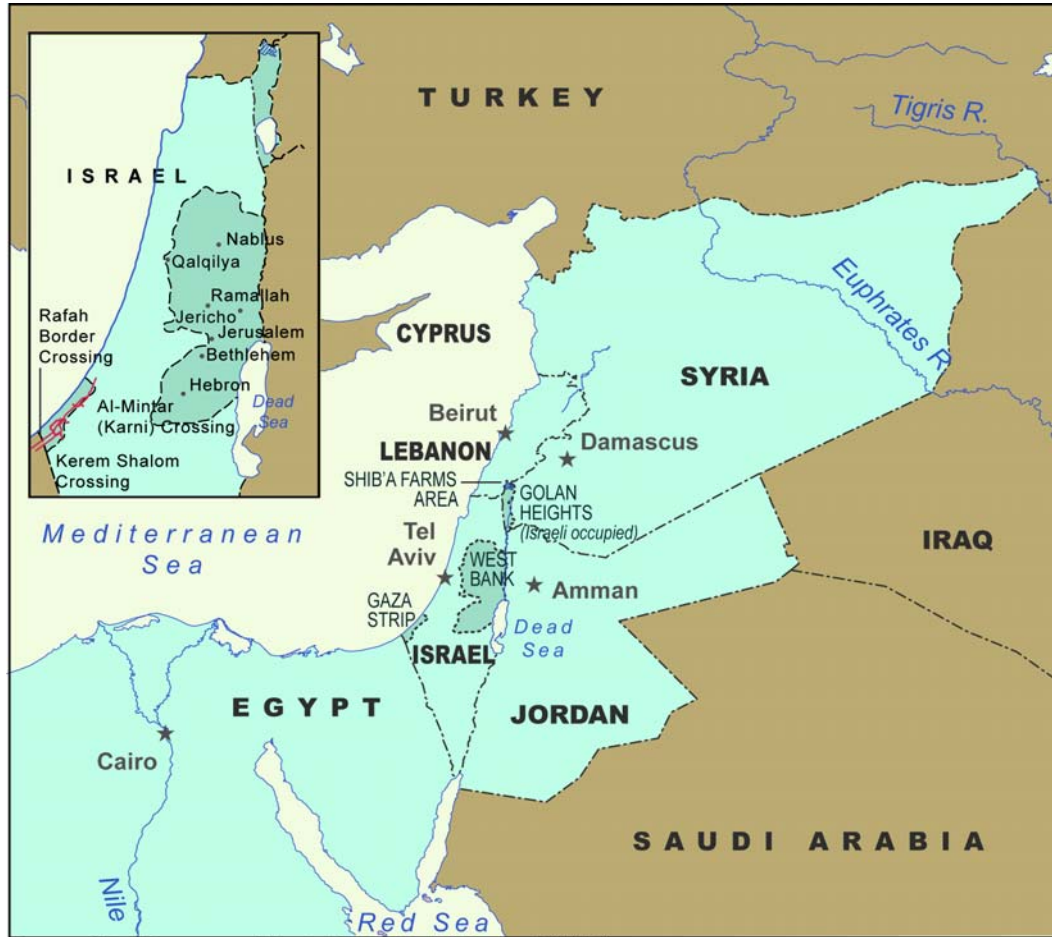 ISRAEL
Nablus
Qalqilya
Ramallah
Jericho
Jerusalem
Bethlehem
Hebron
Dead
Sea
Rafah
Border
Crossing
Al-Mintar
(Karni) Crossing
Kerem Shalom
Crossing
TURKEY
Tigris R.
Euphrates R.
CYPRUS
SYRIA
Beirut
LEBANON
Damascus
SHIB'A FARMS
AREA
GOLAN
HEIGHTS
(Israeli occupied)
Mediterranean
Sea
Tel
Aviv
WEST
BANK
Amman
IRAQ
GAZA
STRIP
Dead
Sea
ISRAEL
EGYPT
JORDAN
Cairo
SAUDI ARABIA
Nile
Red Sea